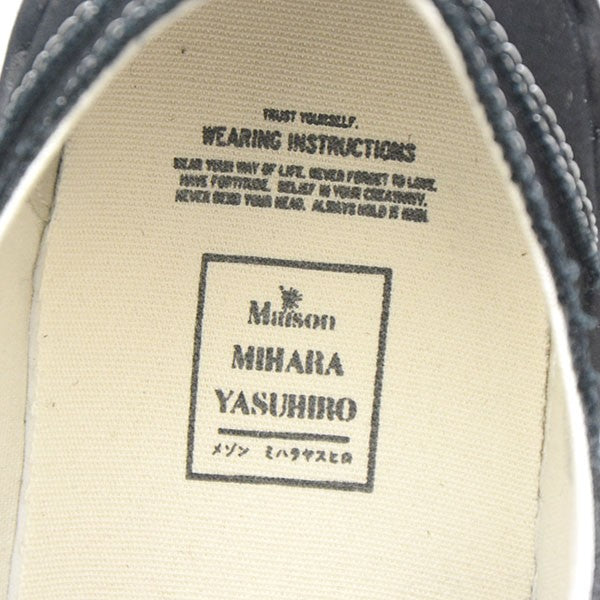 TRUST YOURSELF.
WEARING INSTRUCTIONS
WEAR YOUR WAY OF LIFE. NEVER FORGET TO LOVE.
HAVE FORTITUDE. BELIEF IN YOUR CREATIVITY.
NEVER BEND YOUR HEAD. ALWAYS HOLD IT HIGH.
Maison
MIHARA
YASUHIRO
メゾン ミハラヤスヒロ